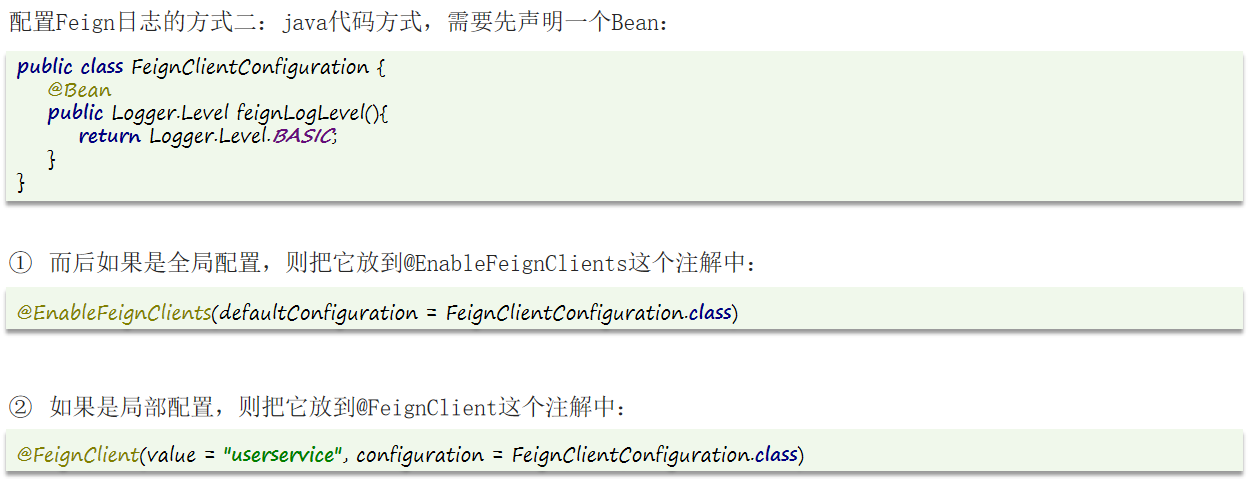 配置Feign日志的方式二：java代码方式，需要先声明一个Bean：
public class FeignClientConfiguration {
@Bean
public Logger.Level feignLogLevel(){
return Logger.Level.BASIC;
}
}
① 而后如果是全局配置，则把它放到@EnableFeignClients这个注解中：
@EnableFeignClients(defaultConfiguration = FeignClientConfiguration.class)
② 如果是局部配置，则把它放到@FeignClient这个注解中：
@FeignClient(value = "userservice", configuration = FeignClientConfiguration.class)